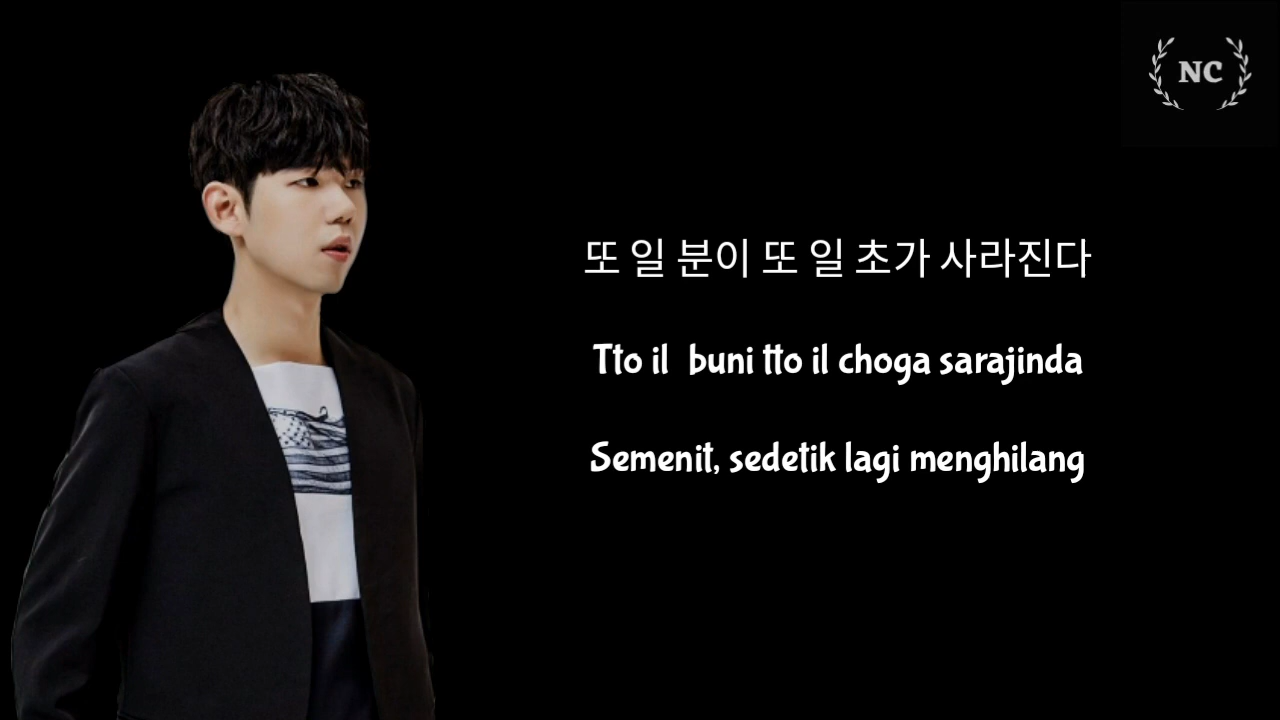 NC
또 일 분이 또 일 초가 사라진다
Tto il buni tto il choga sarajinda
Semenit, sedetik lagi menghilang